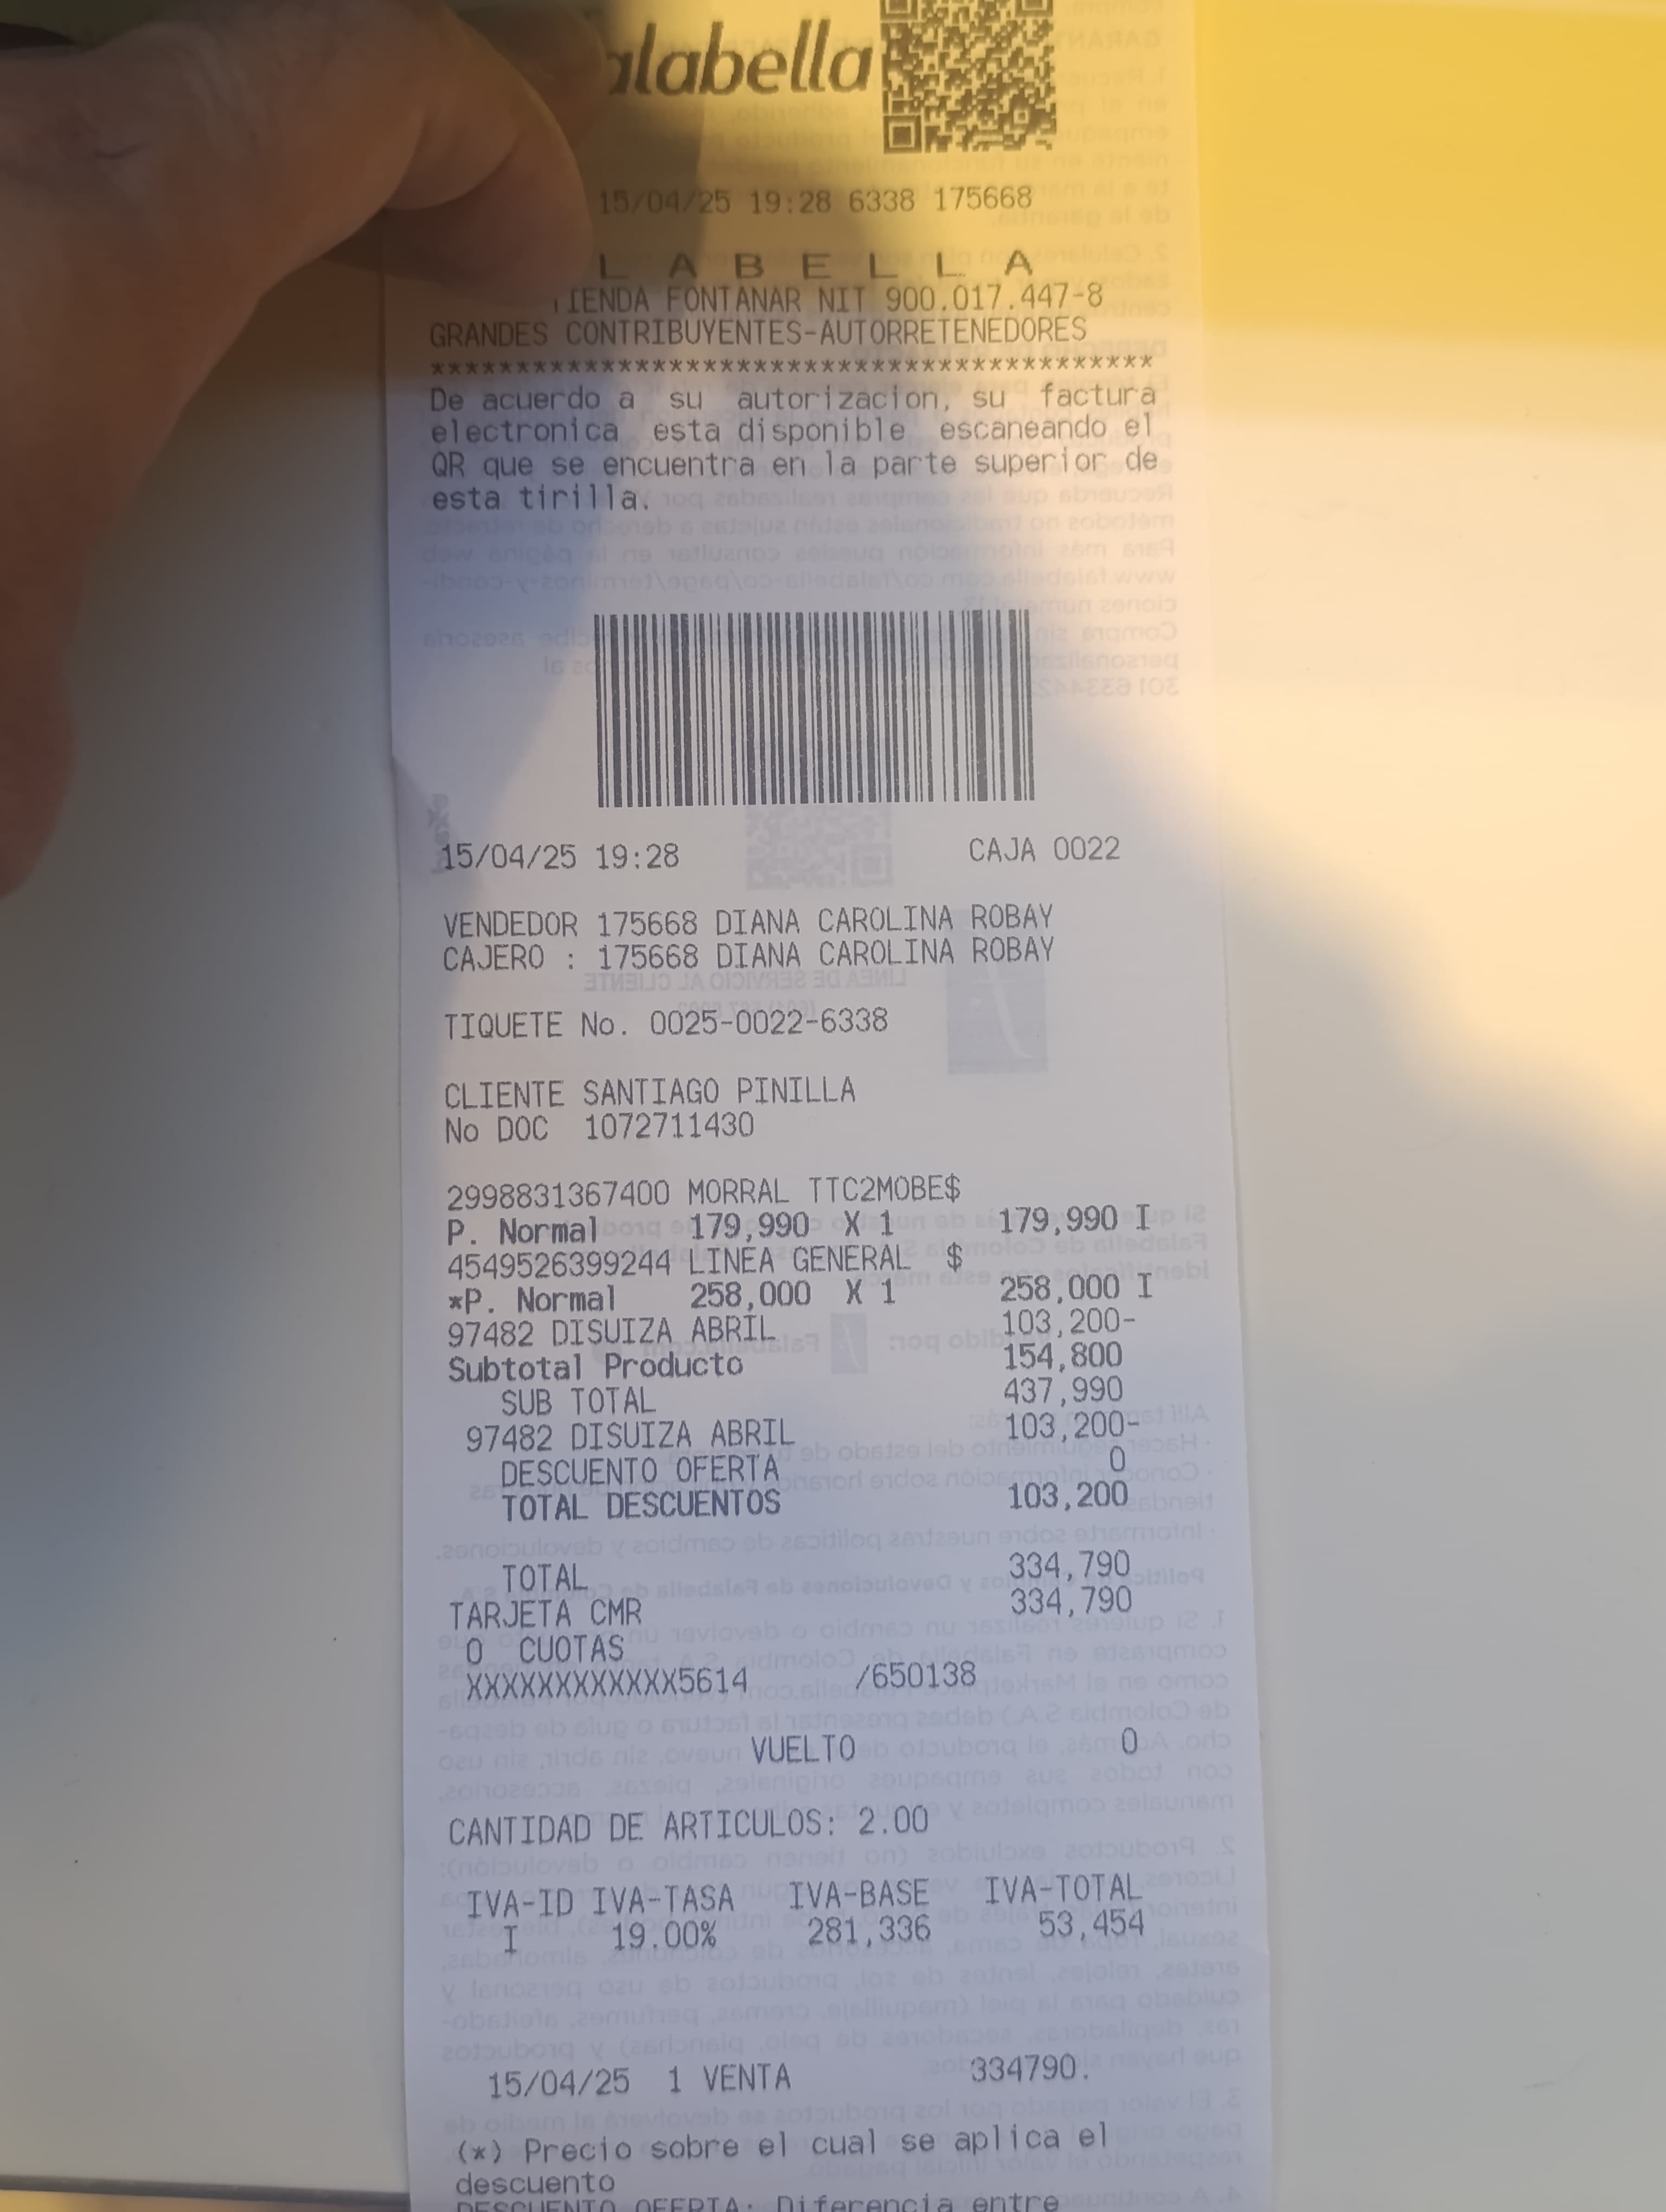 alabella
15/04/25 19:28 6338 175668
L A B E L L A
TIENDA FONTANAR NIT 900.017.447-8
GRANDES CONTRIBUYENTES-AUTORRETENEDORES
*******************************************
De acuerdo a su autorizacion, su factura
electronica esta disponible escaneando el
QR que se encuentra en la parte superior de
esta tirilla.
15/04/25 19:28 CAJA 0022
VENDEDOR 175668 DIANA CAROLINA ROBAY
CAJERO : 175668 DIANA CAROLINA ROBAY
TIQUETE No. 0025-0022-6338
CLIENTE SANTIAGO PINILLA
No DOC 1072711430
2998831367400 MORRAL TTC2MOBE$
P. Normal 179,990 X 1 179,990 I
4549526399244 LINEA GENERAL $
*P. Normal 258,000 X 1 258,000 I
97482 DISUIZA ABRIL 103,200-
Subtotal Producto 154,800
SUB TOTAL 437,990
97482 DISUIZA ABRIL 103,200-
DESCUENTO OFERTA 0
TOTAL DESCUENTOS 103,200
TOTAL 334,790
TARJETA CMR 334,790
0 CUOTAS
XXXXXXXXXXXX5614 /650138
VUELTO 0
CANTIDAD DE ARTICULOS: 2.00
IVA-ID IVA-TASA IVA-BASE IVA-TOTAL
I 19.00% 281,336 53,454
15/04/25 1 VENTA 334790.
(*) Precio sobre el cual se aplica el
descuento
DESCUENTO OFERTA: Diferencia entre